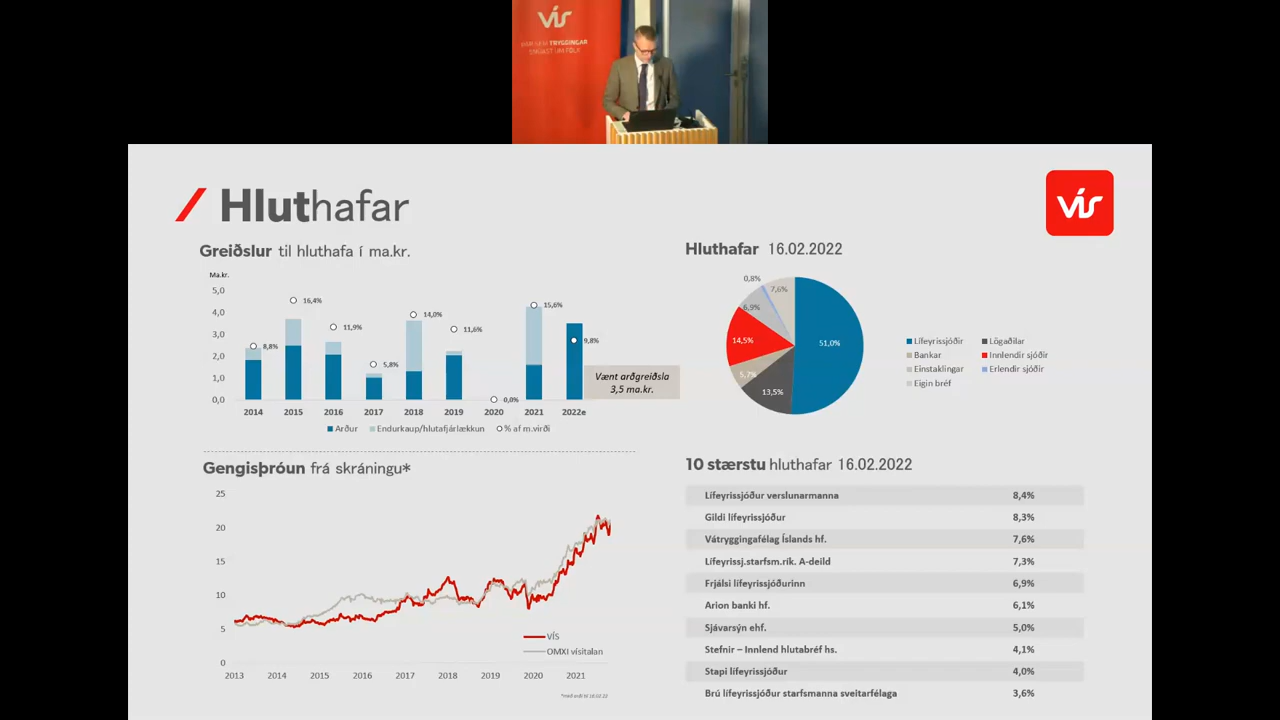 vís
ÞAR SEM TRYGGINGAR
SNÚAST UM FÓLK
Hluthafar
vís
Greiðslur til hluthafa í ma.kr.
Ma.kr.
5,0
4,0
3,0
2,0
1,0
0,0
8,8%
16,4%
11,9%
5,8%
14,0%
11,6%
0,0%
15,6%
9,8%
2014 2015 2016 2017 2018 2019 2020 2021 2022e
Arður Endurkaup/hlutafjárlækkun % af m.virði
Vænt arðgreiðsla
3,5 ma.kr.
Hluthafar 16.02.2022
0,8%
7,6%
6,9%
14,5%
5,7%
13,5%
51,0%
Lífeyrissjóðir Lögaðilar
Bankar Innlendir sjóðir
Einstaklingar Erlendir sjóðir
Eigin bréf
Gengisþróun frá skráningu*
25
20
15
10
5
0
2013 2014 2015 2016 2017 2018 2019 2020 2021
VÍS
OMXI vísitalan
10 stærstu hluthafar 16.02.2022
Lífeyrissjóður verslunarmanna 8,4%
Gildi lífeyrissjóður 8,3%
Vátryggingafélag Íslands hf. 7,6%
Lífeyrissj.starfsm.rík. A-deild 7,3%
Frjálsi lífeyrissjóðurinn 6,9%
Arion banki hf. 6,1%
Sjávarsýn ehf. 5,0%
Stefnir – Innlend hlutabréf hs. 4,1%
Stapi lífeyrissjóður 4,0%
Brú lífeyrissjóður starfsmanna sveitarfélaga 3,6%